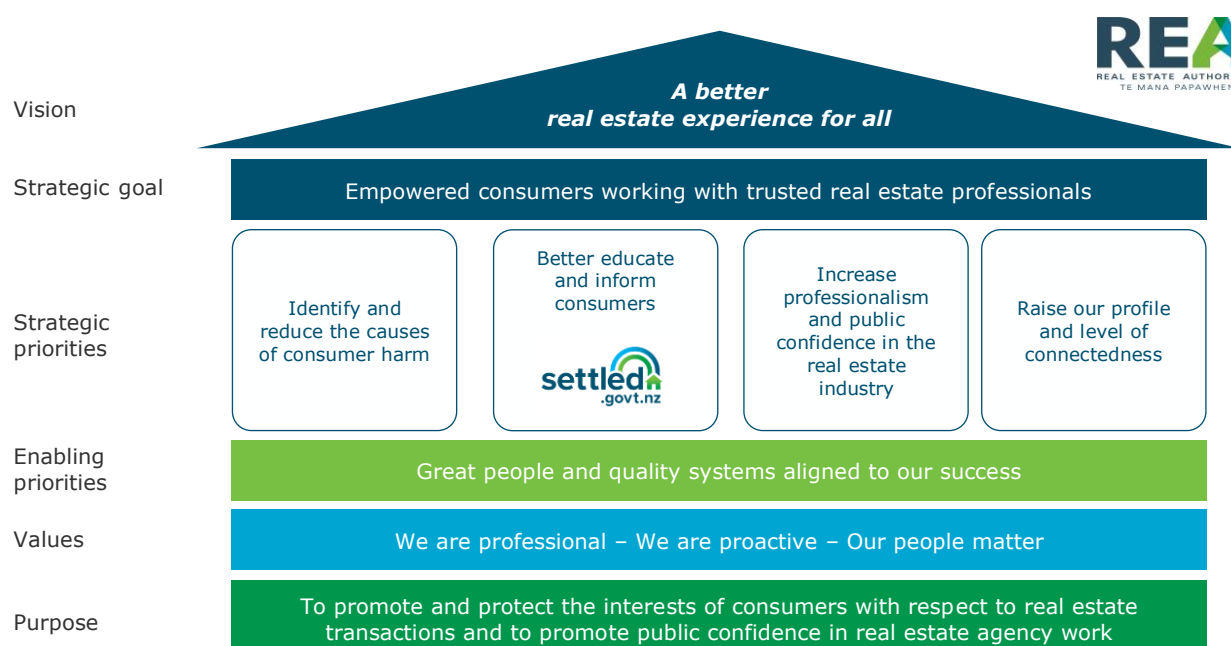 REA
REAL ESTATE AUTHOR
TE MANA PAPAWHEN
Vision
A better
real estate experience for all
Strategic goal
Empowered consumers working with trusted real estate professionals
Strategic
priorities
Identify and
reduce the causes
of consumer harm
Better educate
and inform
consumers
settled
.govt.nz
Increase
professionalism
and public
confidence in the
real estate
industry
Raise our profile
and level of
connectedness
Enabling
priorities
Great people and quality systems aligned to our success
Values
We are professional – We are proactive – Our people matter
Purpose
To promote and protect the interests of consumers with respect to real estate
transactions and to promote public confidence in real estate agency work